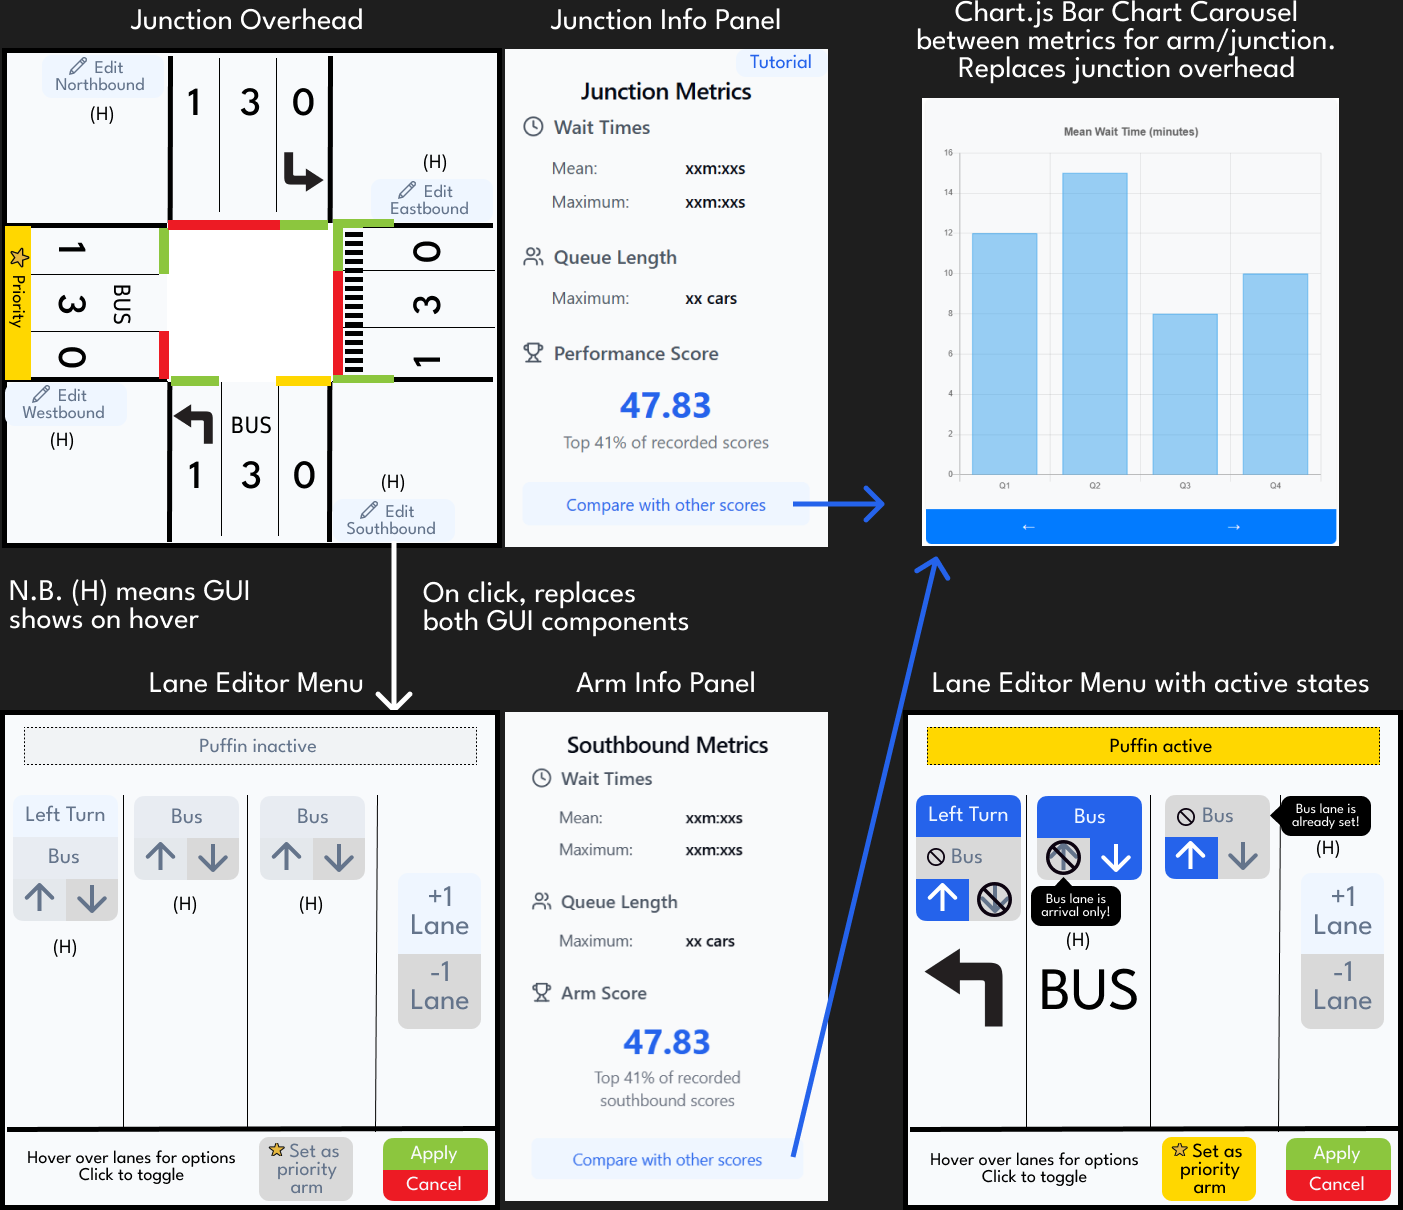 Junction Overhead
Edit
Northbound
(H)
1 3 0
(H)
Edit
Eastbound
Priority
1
3
0
BUS
0
3
1
Edit
Westbound
(H)
BUS
1 3 0
(H)
Edit
Southbound
Junction Info Panel
Tutorial
Junction Metrics
Wait Times
Mean: xxm:xxs
Maximum: xxm:xxs
Queue Length
Maximum: xx cars
Performance Score
47.83
Top 41% of recorded scores
Compare with other scores
Chart.js Bar Chart Carousel
between metrics for arm/junction.
Replaces junction overhead
Mean Wait Time (minutes)
16
14
12
10
8
6
4
2
0
Q1 Q2 Q3 Q4
← →
N.B. (H) means GUI
shows on hover
On click, replaces
both GUI components
Lane Editor Menu
Puffin inactive
Left Turn
Bus
(H)
Bus
(H)
Bus
(H)
+1
Lane
-1
Lane
Hover over lanes for options
Click to toggle
Set as
priority
arm
Apply
Cancel
Arm Info Panel
Southbound Metrics
Wait Times
Mean: xxm:xxs
Maximum: xxm:xxs
Queue Length
Maximum: xx cars
Arm Score
47.83
Top 41% of recorded
southbound scores
Compare with other scores
Lane Editor Menu with active states
Puffin active
Left Turn
Bus
Bus
Bus lane is
arrival only!
(H)
BUS
Bus
Bus lane is
already set!
(H)
+1
Lane
-1
Lane
Hover over lanes for options
Click to toggle
Set as
priority
arm
Apply
Cancel